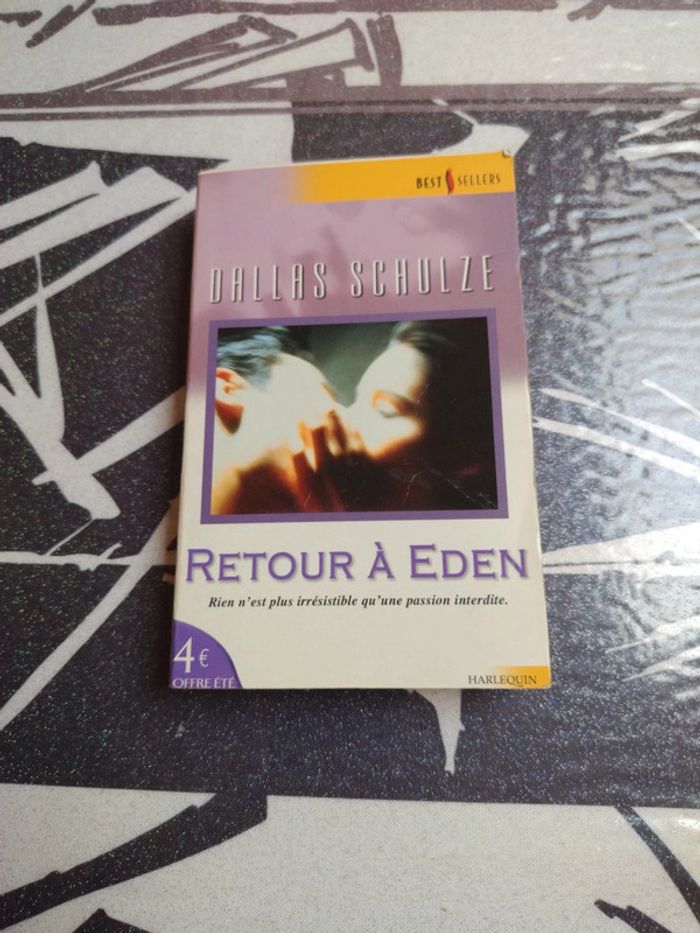 BEST SELLERS
DALLAS SCHULZE
RETOUR À EDEN
Rien n'est plus irrésistible qu'une passion interdite.
4 €
OFFRE ÉTÉ
HARLEQUIN